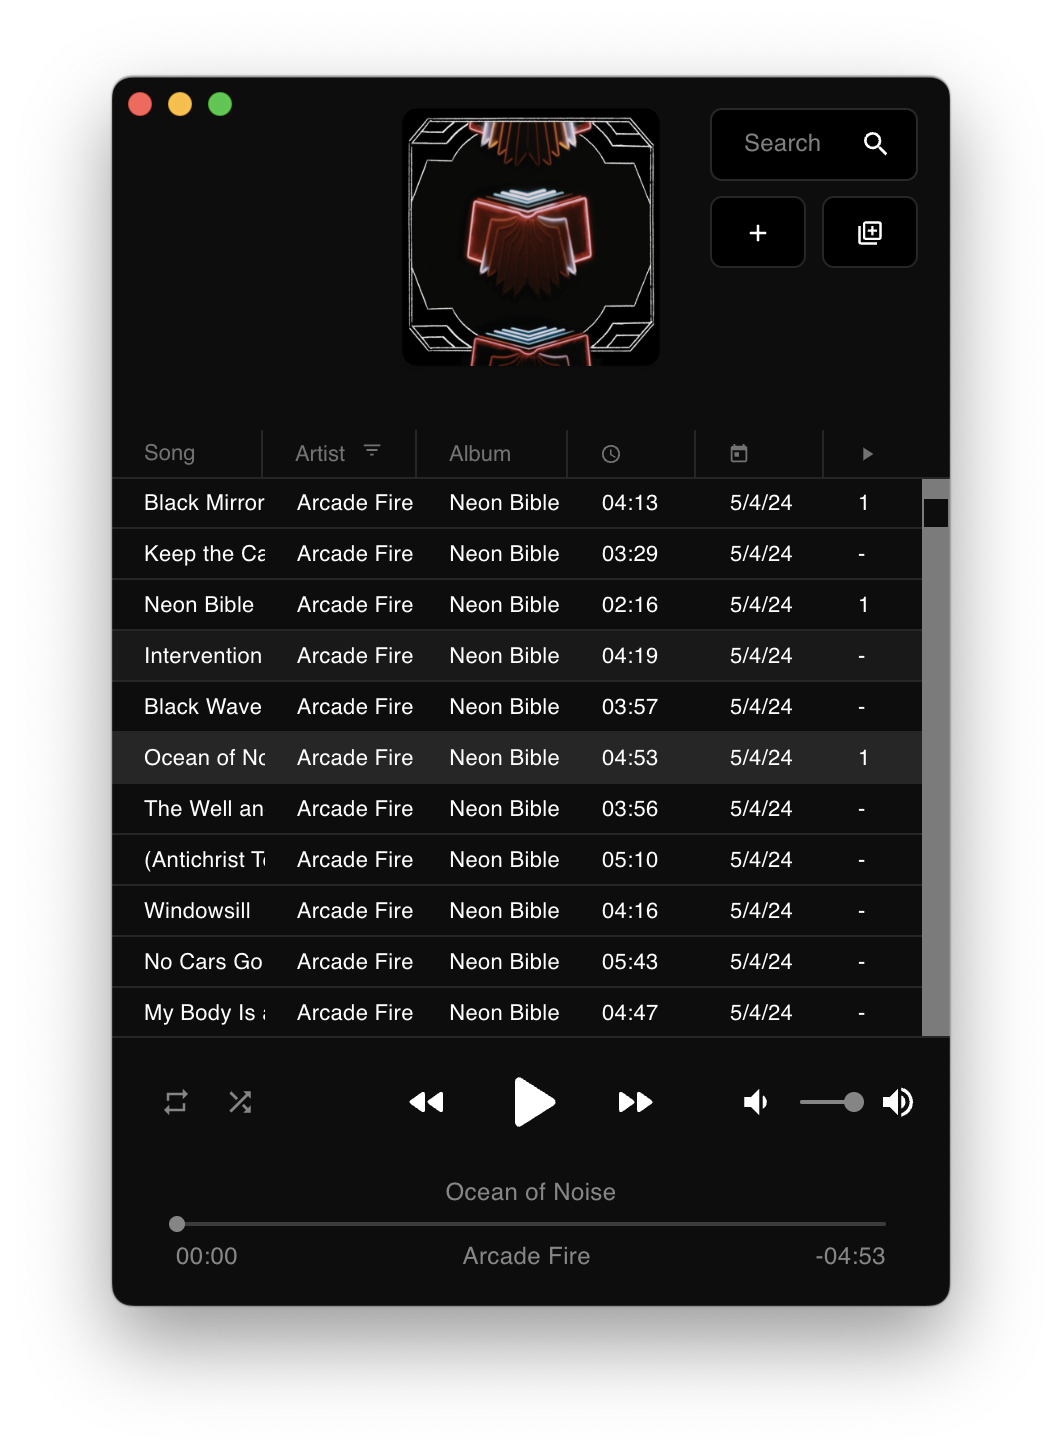 Search
Song Artist Album
Black Mirror Arcade Fire Neon Bible 04:13 5/4/24 1
Keep the Ca Arcade Fire Neon Bible 03:29 5/4/24 -
Neon Bible Arcade Fire Neon Bible 02:16 5/4/24 1
Intervention Arcade Fire Neon Bible 04:19 5/4/24 -
Black Wave Arcade Fire Neon Bible 03:57 5/4/24 -
Ocean of No Arcade Fire Neon Bible 04:53 5/4/24 1
The Well an Arcade Fire Neon Bible 03:56 5/4/24 -
(Antichrist T Arcade Fire Neon Bible 05:10 5/4/24 -
Windowsill Arcade Fire Neon Bible 04:16 5/4/24 -
No Cars Go Arcade Fire Neon Bible 05:43 5/4/24 -
My Body Is Arcade Fire Neon Bible 04:47 5/4/24 -
Ocean of Noise
00:00 Arcade Fire -04:53